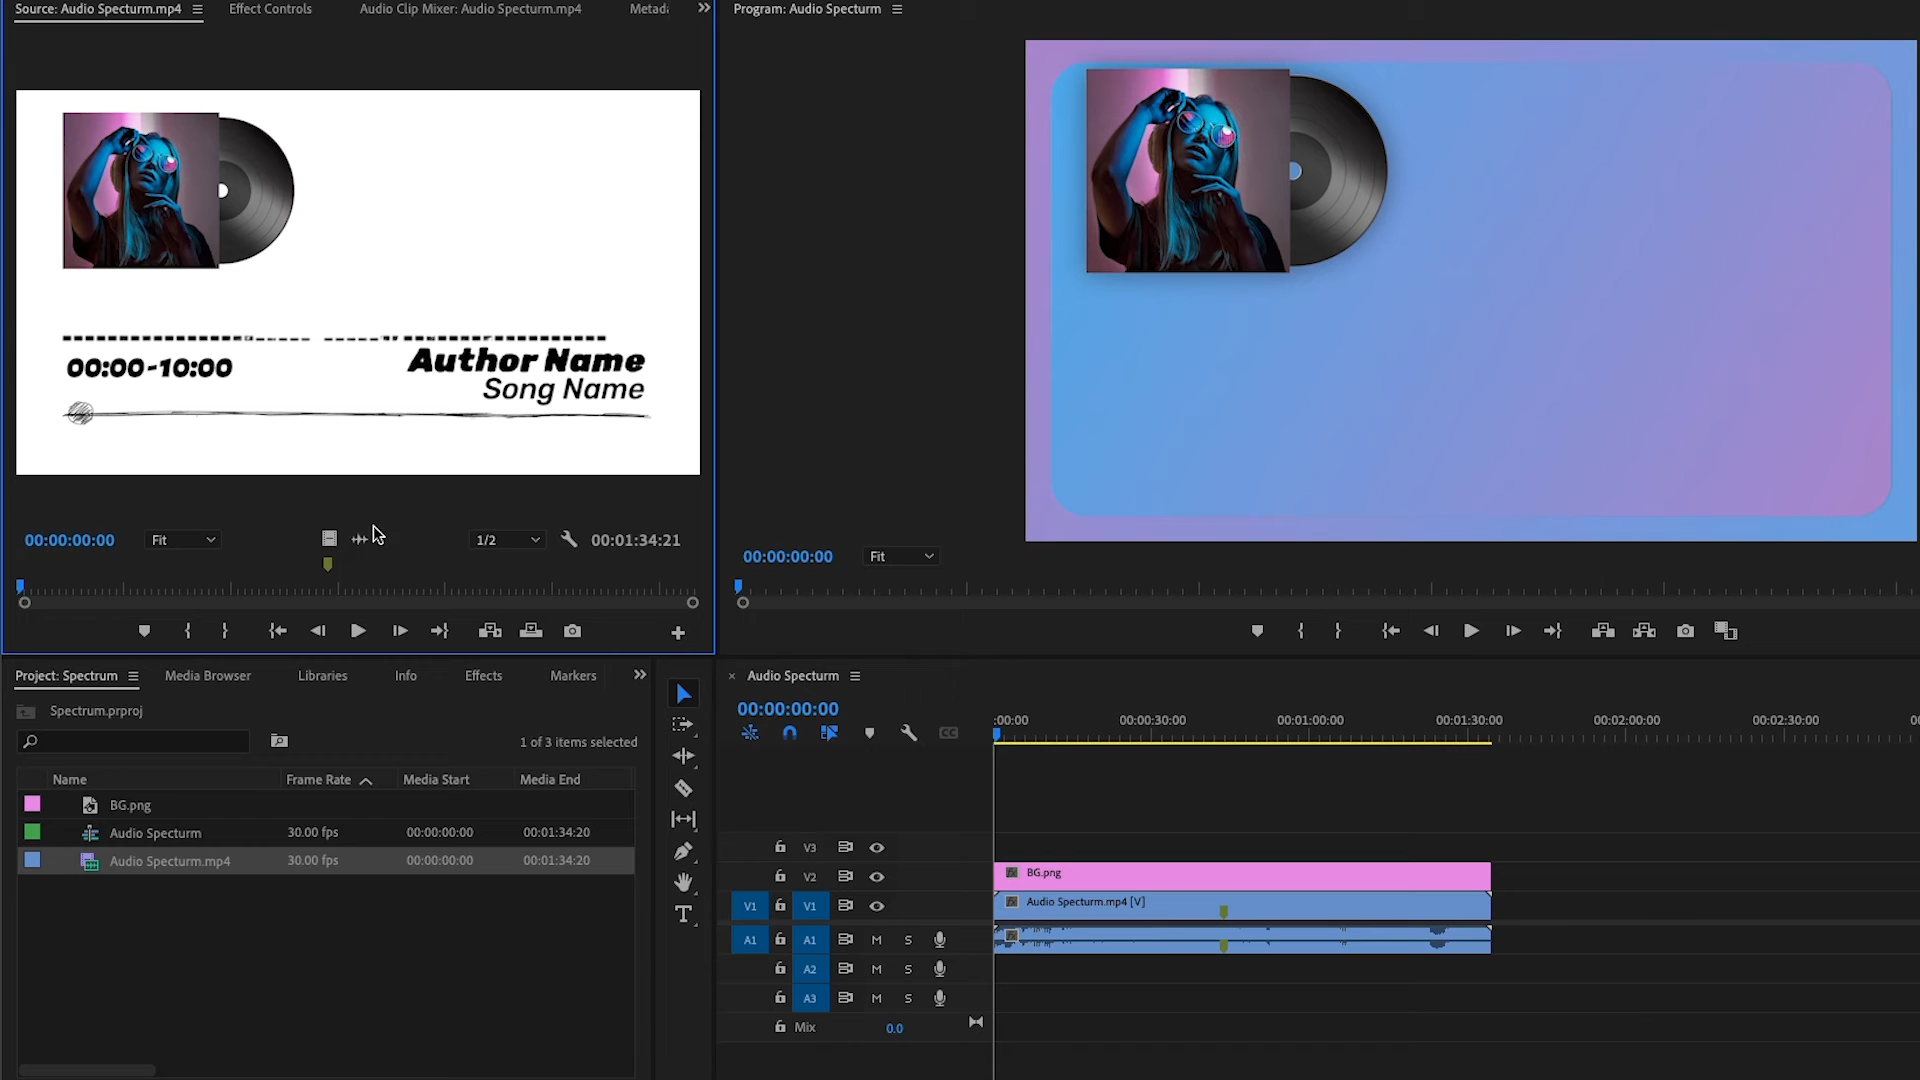 Source: Audio Specturm.mp4
Effect Controls
Audio Clip Mixer: Audio Specturm.mp4
Metada
Program: Audio Specturm
00:00-10:00
Author Name
Song Name
00:00:00:00
Fit
1/2
00:01:34:21
00:00:00:00
Fit
Project: Spectrum
Media Browser
Libraries
Info
Effects
Markers
Spectrum.prproj
1 of 3 items selected
Name
Frame Rate
Media Start
Media End
BG.png
Audio Specturm
30.00 fps
00:00:00:00
00:01:34:20
Audio Specturm.mp4
30.00 fps
00:00:00:00
00:01:34:20
× Audio Specturm
00:00:00:00
CC
:00:00
00:00:30:00
00:01:00:00
00:01:30:00
00:02:00:00
00:02:30:00
V3
V2
fx BG.png
V1
V1
fx Audio Specturm.mp4 [V]
A1
A1
M
S
fx
A2
M
S
A3
M
S
Mix
0.0